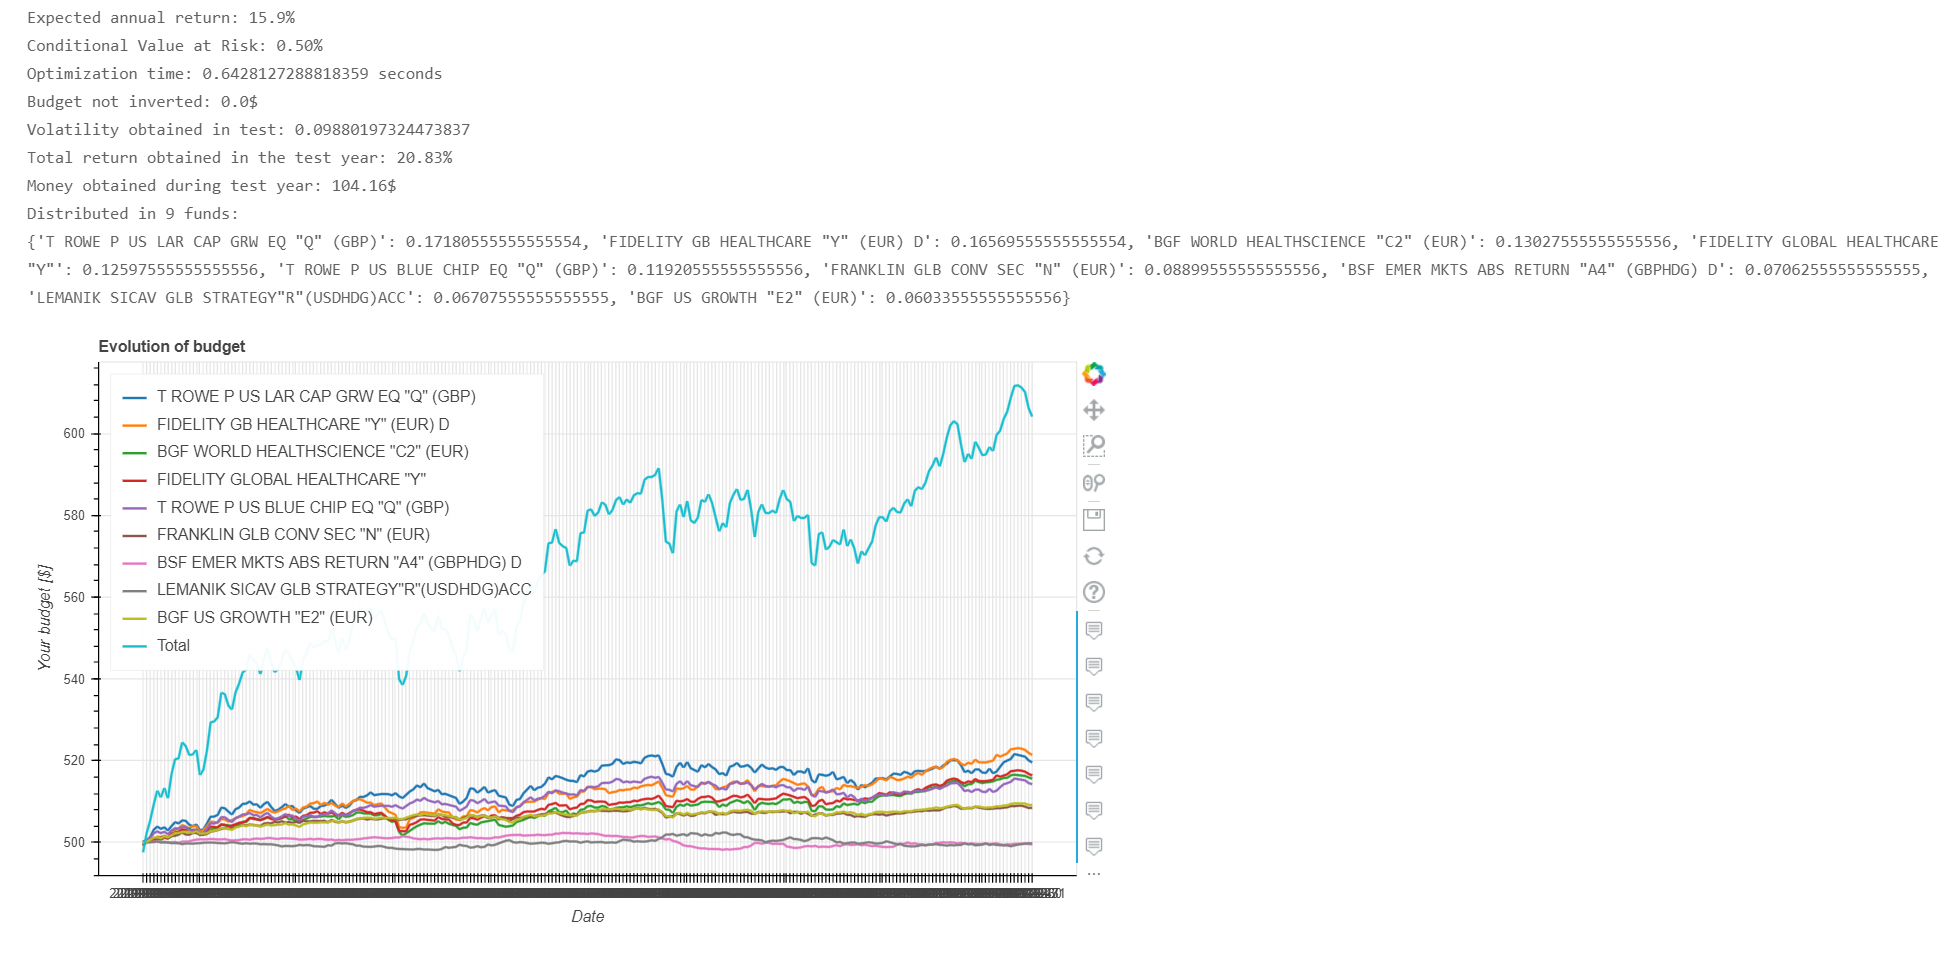 Expected annual return: 15.9%
Conditional Value at Risk: 0.50%
Optimization time: 0.6428127288818359 seconds
Budget not inverted: 0.0$
Volatility obtained in test: 0.09880197324473837
Total return obtained in the test year: 20.83%
Money obtained during test year: 104.16$
Distributed in 9 funds:
{'T ROWE P US LAR CAP GRW EQ "Q" (GBP)': 0.17180555555555554, 'FIDELITY GB HEALTHCARE "Y" (EUR) D': 0.16569555555555554, 'BGF WORLD HEALTHSCIENCE "C2" (EUR)': 0.13027555555555556, 'FIDELITY GLOBAL HEALTHCARE
"Y"': 0.12597555555555556, 'T ROWE P US BLUE CHIP EQ "Q" (GBP)': 0.11920555555555556, 'FRANKLIN GLB CONV SEC "N" (EUR)': 0.08899555555555556, 'BSF EMER MKTS ABS RETURN "A4" (GBPHDG) D': 0.07062555555555555,
'LEMANIK SICAV GLB STRATEGY"R"(USDHDG)ACC': 0.06707555555555555, 'BGF US GROWTH "E2" (EUR)': 0.06033555555555556}
Evolution of budget
T ROWE P US LAR CAP GRW EQ "Q" (GBP)
FIDELITY GB HEALTHCARE "Y" (EUR) D
BGF WORLD HEALTHSCIENCE "C2" (EUR)
FIDELITY GLOBAL HEALTHCARE "Y"
T ROWE P US BLUE CHIP EQ "Q" (GBP)
FRANKLIN GLB CONV SEC "N" (EUR)
BSF EMER MKTS ABS RETURN "A4" (GBPHDG) D
LEMANIK SICAV GLB STRATEGY"R"(USDHDG)ACC
BGF US GROWTH "E2" (EUR)
Total
600
580
560
540
520
500
Your budget [$]
Date